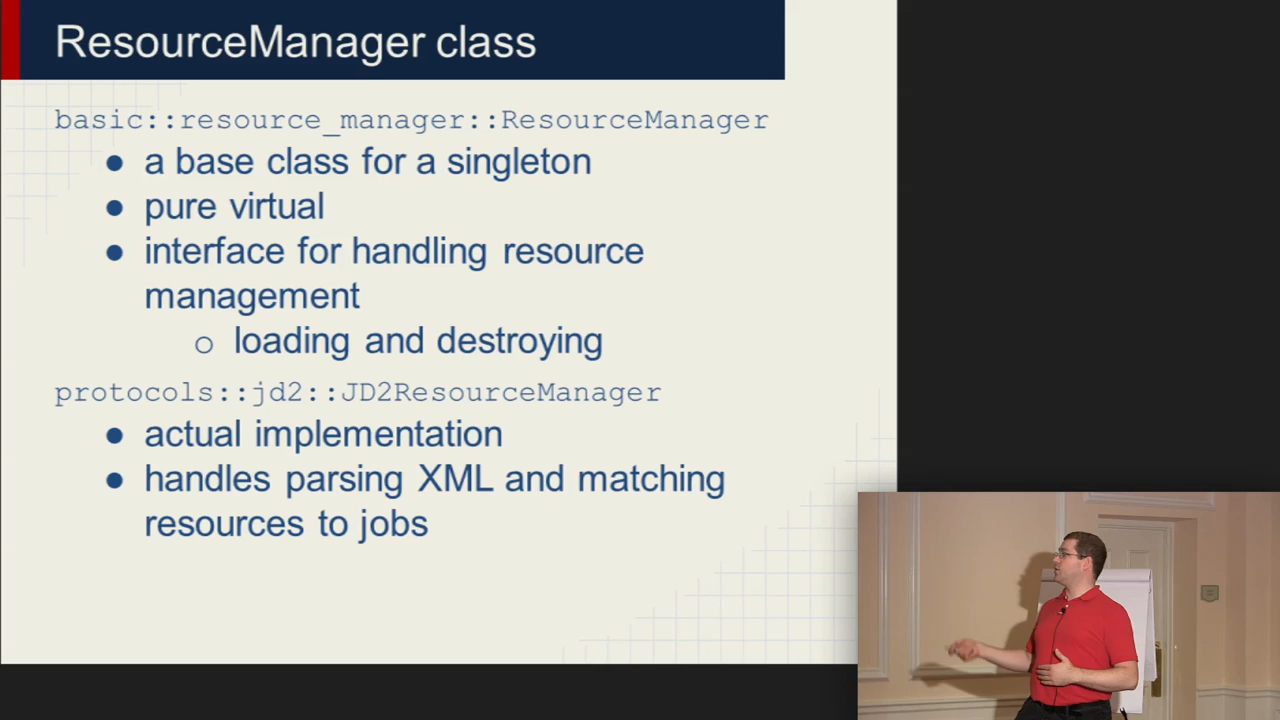 ResourceManager class
basic::resource_manager::ResourceManager
● a base class for a singleton
● pure virtual
● interface for handling resource
management
○ loading and destroying
protocols::jd2::JD2ResourceManager
● actual implementation
● handles parsing XML and matching
resources to jobs